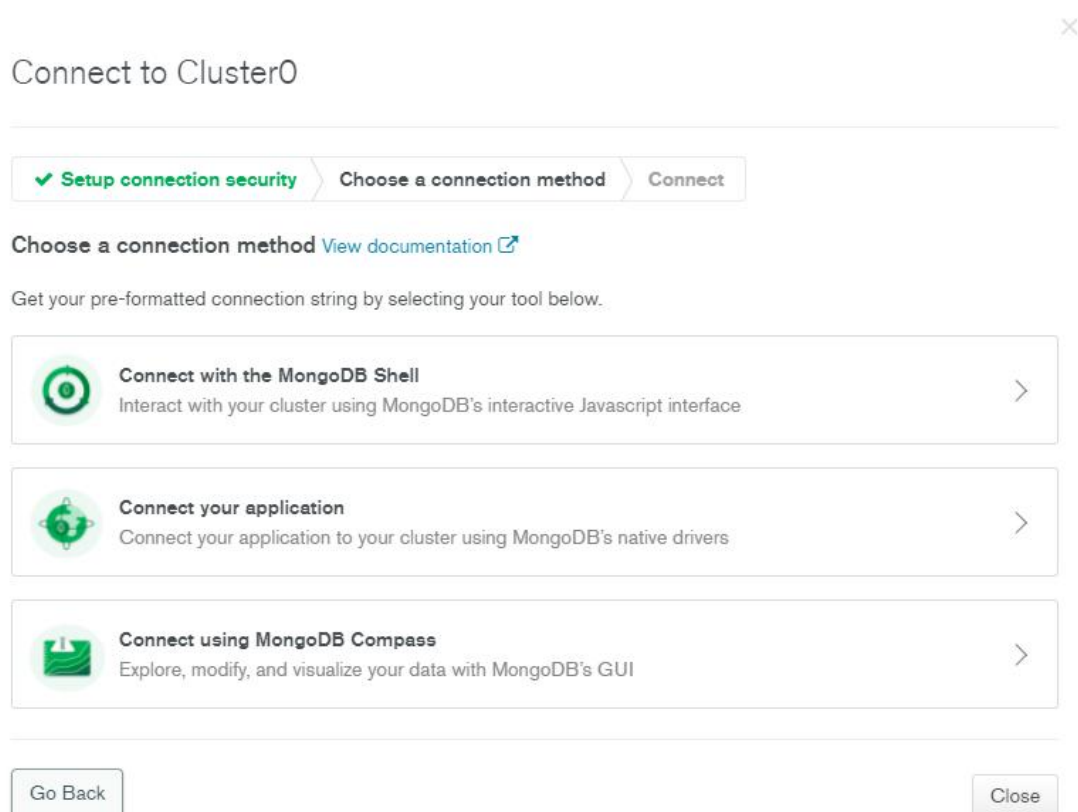 Connect to Cluster0
✔ Setup connection security Choose a connection method Connect
Choose a connection method View documentation
Get your pre-formatted connection string by selecting your tool below.
Connect with the MongoDB Shell
Interact with your cluster using MongoDB's interactive Javascript interface
Connect your application
Connect your application to your cluster using MongoDB's native drivers
Connect using MongoDB Compass
Explore, modify, and visualize your data with MongoDB's GUI
Go Back
Close